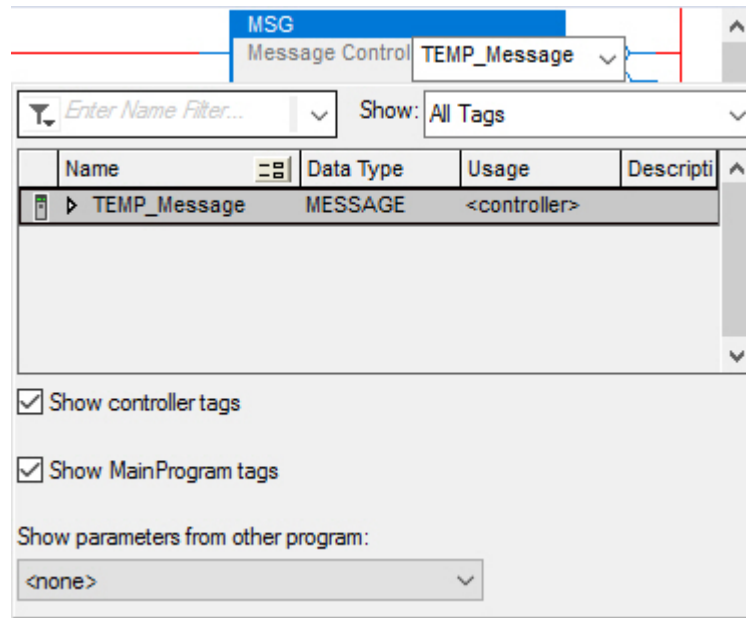 MSG
Message Control TEMP_Message
Enter Name Filter... Show: All Tags
Name Data Type Usage Descripti
TEMP_Message MESSAGE <controller>
Show controller tags
Show MainProgram tags
Show parameters from other program:
<none>